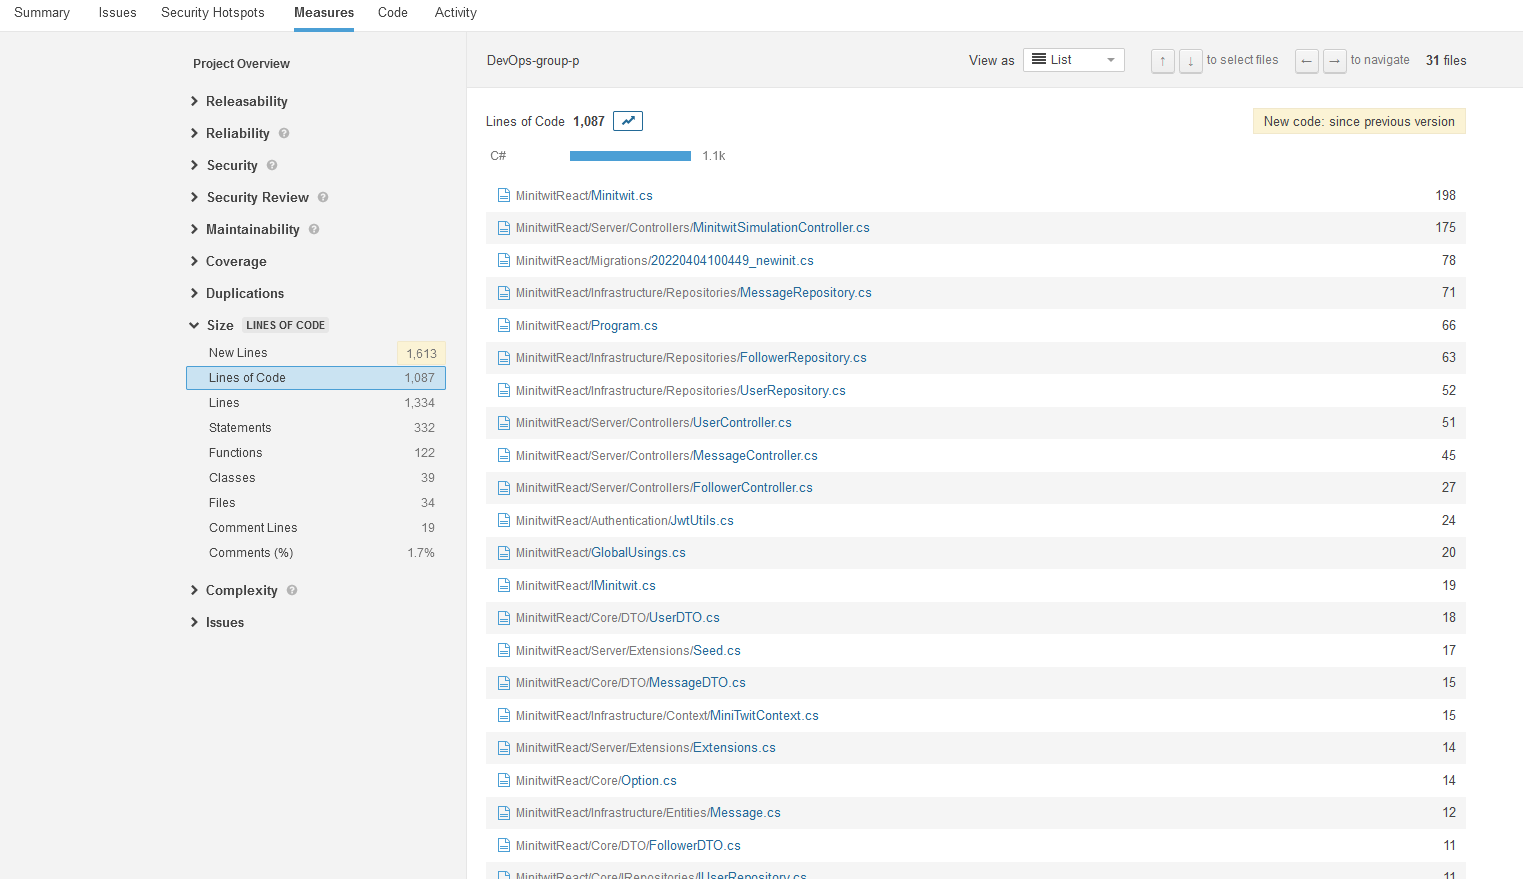 Summary Issues Security Hotspots Measures Code Activity
Project Overview
Releasability
Reliability ?
Security ?
Security Review ?
Maintainability ?
Coverage
Duplications
Size LINES OF CODE
New Lines 1,613
Lines of Code 1,087
Lines 1,334
Statements 332
Functions 122
Classes 39
Files 34
Comment Lines 19
Comments (%) 1.7%
Complexity ?
Issues
DevOps-group-p View as List ↑ ↓ to select files ← → to navigate 31 files
Lines of Code 1,087 New code: since previous version
C# 1.1k
MinitwitReact/Minitwit.cs 198
MinitwitReact/Server/Controllers/MinitwitSimulationController.cs 175
MinitwitReact/Migrations/20220404100449_newinit.cs 78
MinitwitReact/Infrastructure/Repositories/MessageRepository.cs 71
MinitwitReact/Program.cs 66
MinitwitReact/Infrastructure/Repositories/FollowerRepository.cs 63
MinitwitReact/Infrastructure/Repositories/UserRepository.cs 52
MinitwitReact/Server/Controllers/UserController.cs 51
MinitwitReact/Server/Controllers/MessageController.cs 45
MinitwitReact/Server/Controllers/FollowerController.cs 27
MinitwitReact/Authentication/JwtUtils.cs 24
MinitwitReact/GlobalUsings.cs 20
MinitwitReact/IMinitwit.cs 19
MinitwitReact/Core/DTO/UserDTO.cs 18
MinitwitReact/Server/Extensions/Seed.cs 17
MinitwitReact/Core/DTO/MessageDTO.cs 15
MinitwitReact/Infrastructure/Context/MiniTwitContext.cs 15
MinitwitReact/Server/Extensions/Extensions.cs 14
MinitwitReact/Core/Option.cs 14
MinitwitReact/Infrastructure/Entities/Message.cs 12
MinitwitReact/Core/DTO/FollowerDTO.cs 11
MinitwitReact/Core/IRepositories/IUserRepository.cs 11